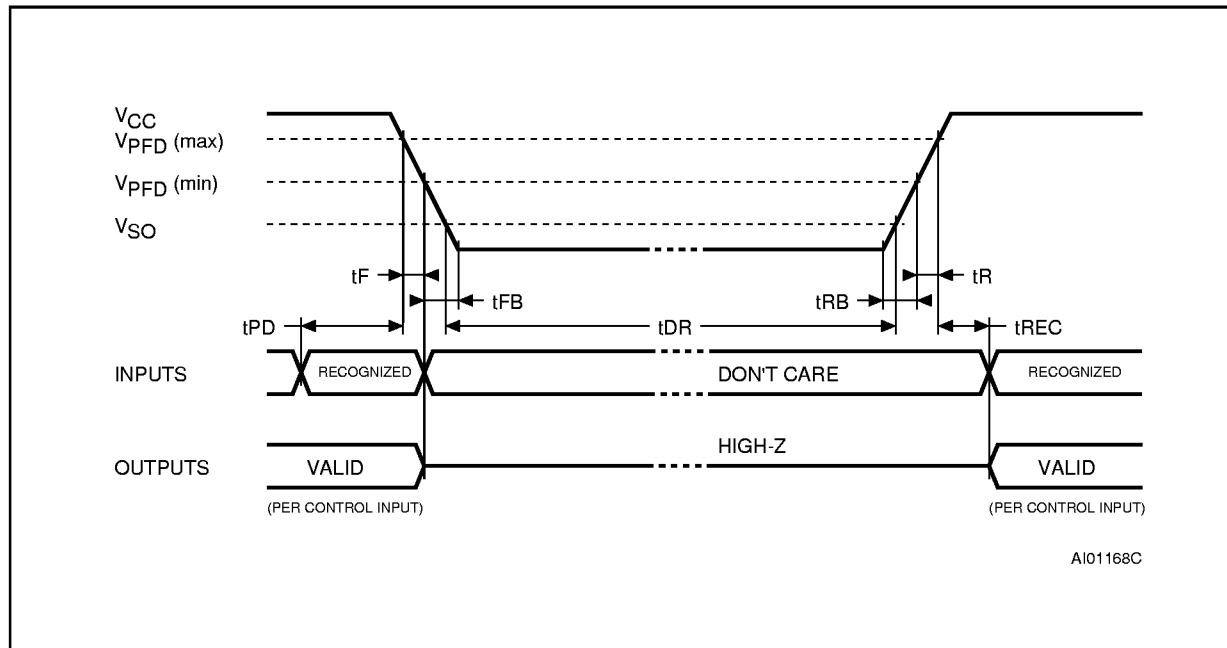 VCC
VPFD (max)
VPFD (min)
VSO
tF
tR
tFB
tRB
tPD
tDR
tREC
INPUTS
RECOGNIZED
DON'T CARE
RECOGNIZED
HIGH-Z
OUTPUTS
VALID
VALID
(PER CONTROL INPUT)
(PER CONTROL INPUT)
AI01168C